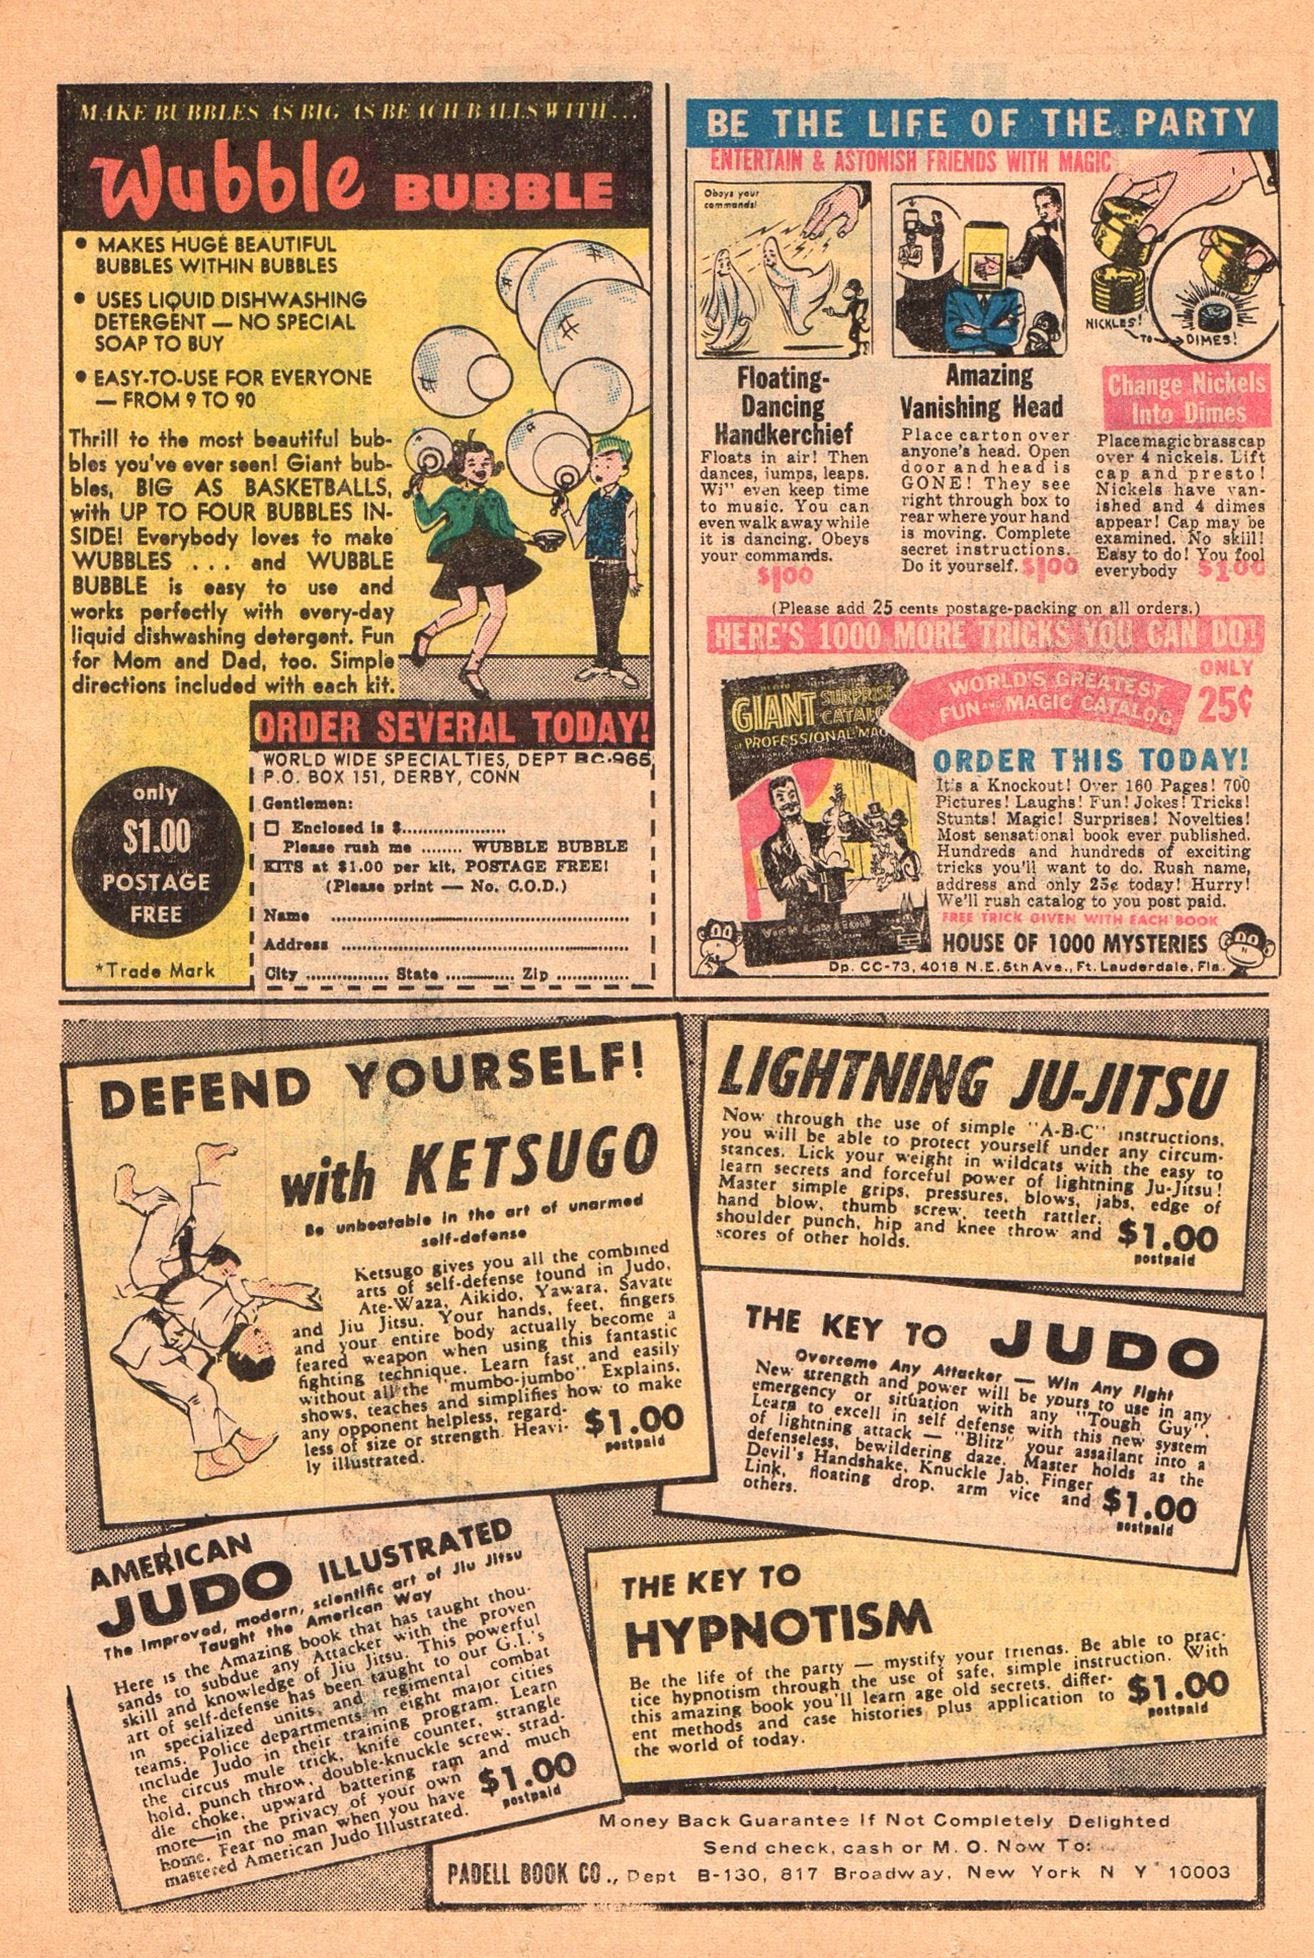 MAKE BUBBLES AS BIG AS BEACH BALLS WITH...
Wubble BUBBLE
• MAKES HUGE BEAUTIFUL
BUBBLES WITHIN BUBBLES
• USES LIQUID DISHWASHING
DETERGENT — NO SPECIAL
SOAP TO BUY
• EASY-TO-USE FOR EVERYONE
— FROM 9 TO 90
Thrill to the most beautiful bub-
bles you've ever seen! Giant bub-
bles, BIG AS BASKETBALLS,
with UP TO FOUR BUBBLES IN-
SIDE! Everybody loves to make
WUBBLES . . . and WUBBLE
BUBBLE is easy to use and
works perfectly with every-day
liquid dishwashing detergent. Fun
for Mom and Dad, too. Simple
directions included with each kit.
only
$1.00
POSTAGE
FREE
*Trade Mark
ORDER SEVERAL TODAY!
WORLD WIDE SPECIALTIES, DEPT BC-965,
P.O. BOX 151, DERBY, CONN
Gentlemen:
☐ Enclosed is $...................
Please rush me ........ WUBBLE BUBBLE
KITS at $1.00 per kit, POSTAGE FREE!
(Please print — No. C.O.D.)
Name ....................
Address ....................
City .............. State ........... Zip .............
BE THE LIFE OF THE PARTY
ENTERTAIN & ASTONISH FRIENDS WITH MAGIC
Obeys your
commands!
NICKLES!
TO
DIMES!
Floating-
Dancing
Handkerchief
Floats in air! Then
dances, jumps, leaps.
Wi" even keep time
to music. You can
even walk away while
it is dancing. Obeys
your commands.
$1.00
Amazing
Vanishing Head
Place carton over
anyone's head. Open
door and head is
GONE! They see
right through box to
rear where your hand
is moving. Complete
secret instructions.
Do it yourself. $1.00
Change Nickels
Into Dimes
Place magic brass cap
over 4 nickels. Lift
cap and presto!
Nickels have van-
ished and 4 dimes
appear! Cap may be
examined. No skill!
Easy to do! You fool
everybody $1.00
(Please add 25 cents postage-packing on all orders.)
HERE'S 1000 MORE TRICKS YOU CAN DO!
GIANT SURPRISE
CATALOG
of PROFESSIONAL MAGIC
WORLD'S GREATEST
FUN AND MAGIC CATALOG
ONLY
25¢
ORDER THIS TODAY!
It's a Knockout! Over 160 Pages! 700
Pictures! Laughs! Fun! Jokes! Tricks!
Stunts! Magic! Surprises! Novelties!
Most sensational book ever published.
Hundreds and hundreds of exciting
tricks you'll want to do. Rush name,
address and only 25¢ today! Hurry!
We'll rush catalog to you post paid.
FREE TRICK GIVEN WITH EACH BOOK
HOUSE OF 1000 MYSTERIES
Dp. CC-73, 4018 N.E. 5th Ave., Ft. Lauderdale, Fla.
DEFEND YOURSELF!
with KETSUGO
Be unbeatable in the art of unarmed
self-defense
Ketsugo gives you all the combined
arts of self-defense found in Judo,
Ate-Waza, Aikido, Yawara, Savate
and Jiu Jitsu. Your hands, feet, fingers
and your entire body actually become a
feared weapon when using this fantastic
fighting technique. Learn fast and easily
without all the "mumbo-jumbo" Explains,
shows, teaches and simplifies how to make
any opponent helpless, regard-
less of size or strength. Heavi-
ly illustrated.
$1.00
postpaid
LIGHTNING JU-JITSU
Now through the use of simple "A-B-C" instructions,
you will be able to protect yourself under any circum-
stances. Lick your weight in wildcats with the easy to
learn secrets and forceful power of lightning Ju-Jitsu!
Master simple grips, pressures, blows, jabs, edge of
hand blow, thumb screw, teeth rattler,
shoulder punch, hip and knee throw and
scores of other holds.
$1.00
postpaid
THE KEY TO JUDO
Overcome Any Attacker — Win Any Fight
New strength and power will be yours to use in any
emergency or situation with any "Tough Guy".
Learn to excell in self defense with this new system
of lightning attack — "Blitz" your assailant into a
defenseless, bewildering daze. Master holds as the
Devil's Handshake, Knuckle Jab, Finger
Link, floating drop, arm vice and
others.
$1.00
postpaid
AMERICAN
JUDO ILLUSTRATED
The Improved, modern, scientific art of Jiu Jitsu
Taught the American Way
Here is the Amazing book that has taught thou-
sands to subdue any Attacker with the proven
skill and knowledge of Jiu Jitsu. This powerful
art of self-defense has been taught to our G.I.'s
in specialized units, and regimental combat
teams. Police departments in eight major cities
include Judo in their training program. Learn
the circus mule trick, knife counter, strangle
hold, punch throw, double-knuckle screw, strad-
die choke, upward battering ram and much
more—in the privacy of your own
home. Fear no man when you have
mastered American Judo Illustrated.
$1.00
postpaid
THE KEY TO
HYPNOTISM
Be the life of the party — mystify your friends. Be able to prac-
tice hypnotism through the use of safe, simple instruction. With
this amazing book you'll learn age old secrets, differ-
ent methods and case histories plus application to
the world of today.
$1.00
postpaid
Money Back Guarantee If Not Completely Delighted
Send check, cash or M. O. Now To:
PADELL BOOK CO., Dept B-130, 817 Broadway, New York N Y 10003